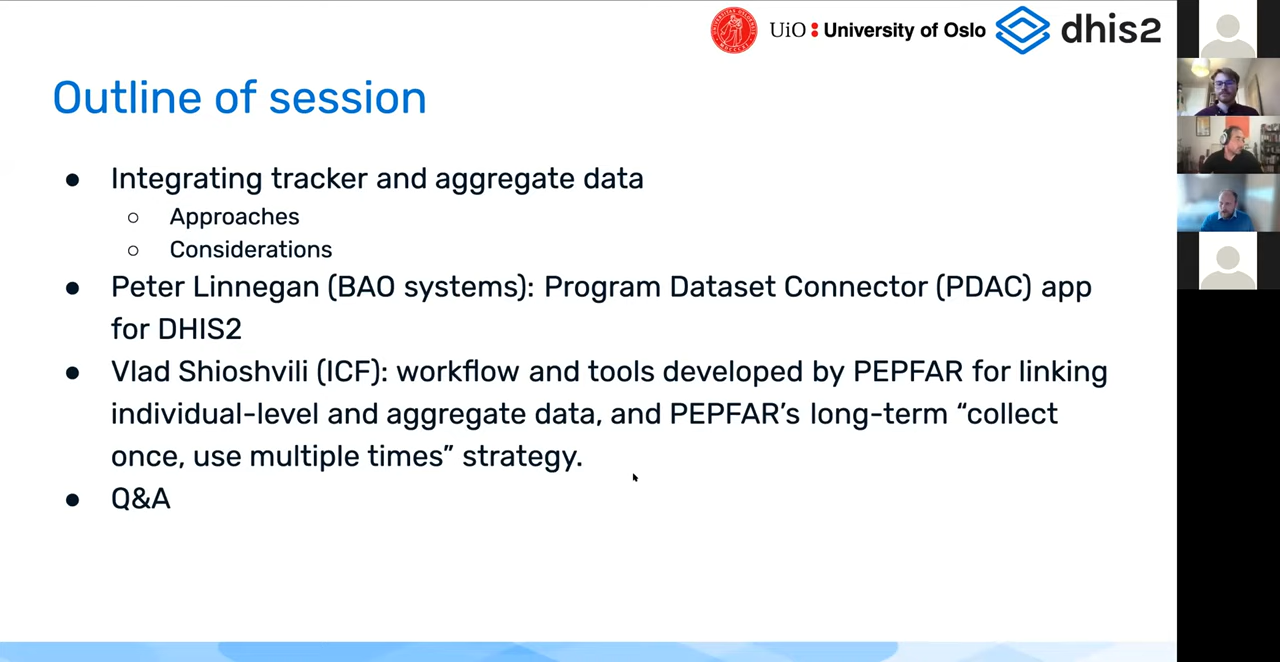 UiO : University of Oslo dhis2
Outline of session
● Integrating tracker and aggregate data
○ Approaches
○ Considerations
● Peter Linnegan (BAO systems): Program Dataset Connector (PDAC) app
for DHIS2
● Vlad Shioshvili (ICF): workflow and tools developed by PEPFAR for linking
individual-level and aggregate data, and PEPFAR’s long-term “collect
once, use multiple times” strategy.
● Q&A